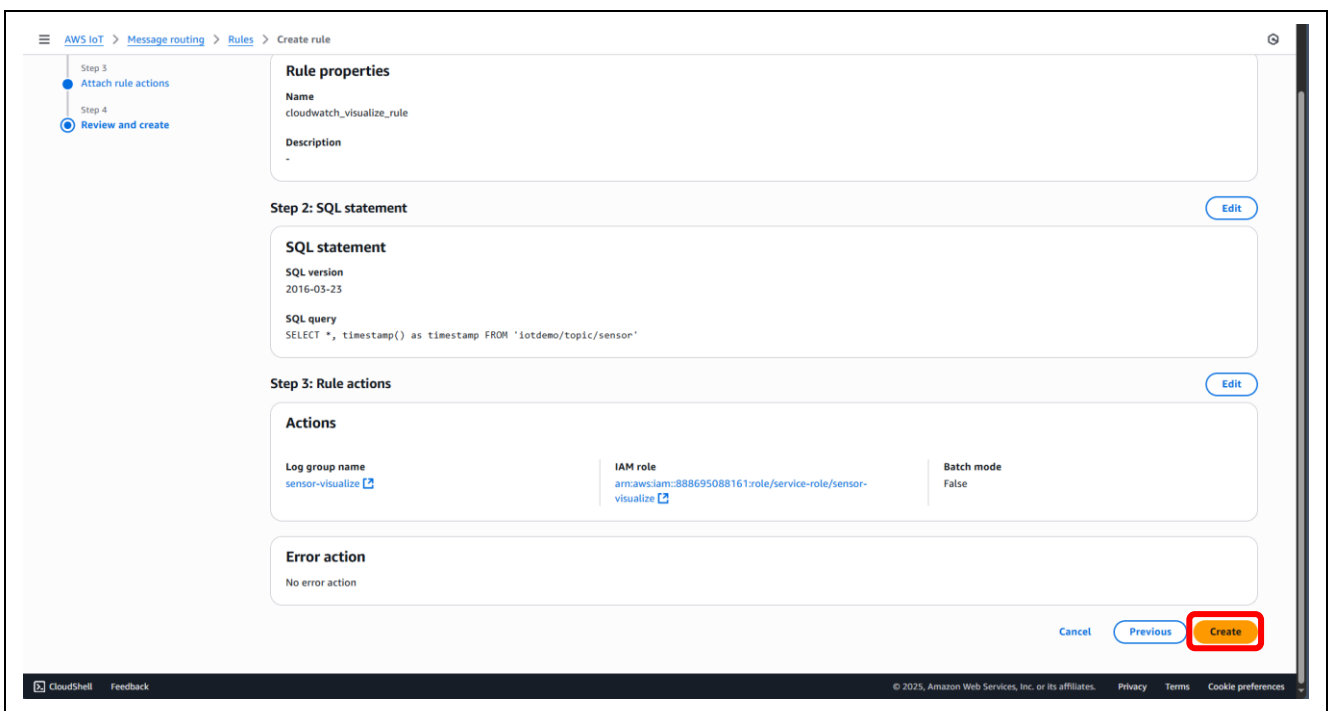 AWS IoT > Message routing > Rules > Create rule
Step 3
Attach rule actions
Step 4
Review and create
Rule properties
Name
cloudwatch_visualize_rule
Description
-
Step 2: SQL statement
Edit
SQL statement
SQL version
2016-03-23
SQL query
SELECT *, timestamp() as timestamp FROM 'iotdemo/topic/sensor'
Step 3: Rule actions
Edit
Actions
Log group name
sensor-visualize
IAM role
arn:aws:iam::888695088161:role/service-role/sensor-
visualize
Batch mode
False
Error action
No error action
Cancel Previous Create
CloudShell Feedback © 2025, Amazon Web Services, Inc. or its affiliates. Privacy Terms Cookie preferences